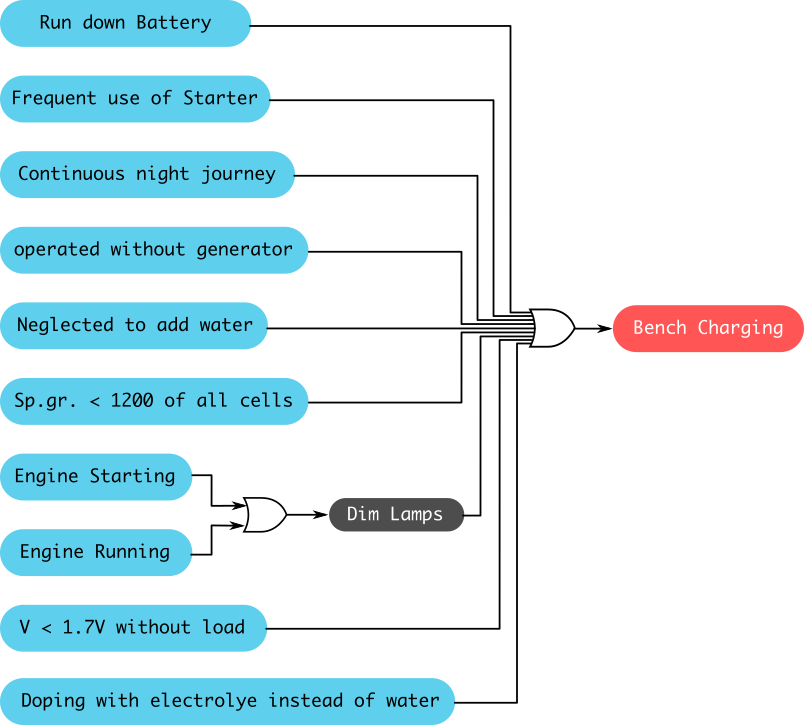 Run down Battery
Frequent use of Starter
Continuous night journey
operated without generator
Neglected to add water
Bench Charging
Sp.gr. < 1200 of all cells
Engine Starting
Dim Lamps
Engine Running
V < 1.7V without load
Doping with electrolye instead of water